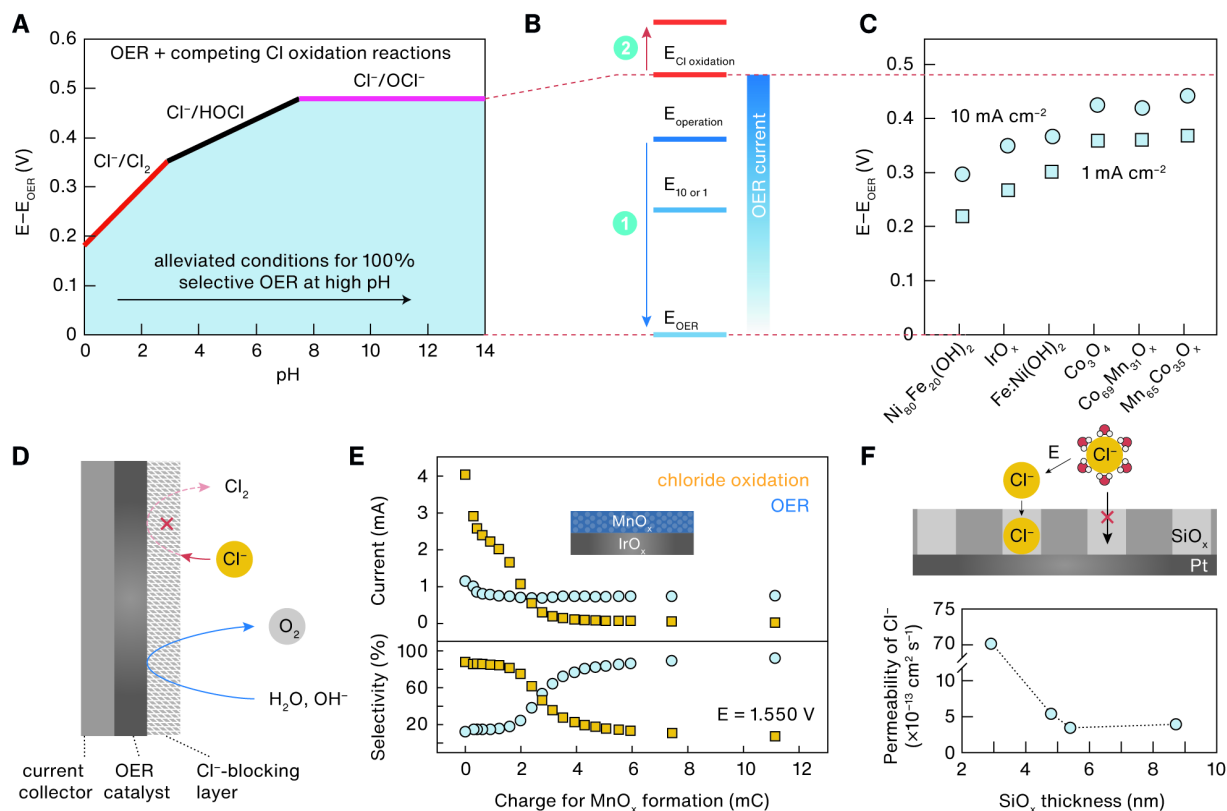 A
OER + competing Cl oxidation reactions
E−E_OER (V)
0.6
0.5
0.4
0.3
0.2
0.1
0
Cl⁻/Cl₂
Cl⁻/HOCl
Cl⁻/OCl⁻
alleviated conditions for 100%
selective OER at high pH
0 2 4 6 8 10 12 14
pH
B
2
E_Cl oxidation
E_operation
1
E_10 or 1
E_OER
OER current
C
E−E_OER (V)
0.5
0.4
0.3
0.2
0.1
0
10 mA cm⁻²
1 mA cm⁻²
Ni₈₀Fe₂₀(OH)₂
IrOₓ
Fe:Ni(OH)₂
Co₃O₄
Co₆₉Mn₃₁Oₓ
Mn₆₅Co₃₅Oₓ
D
Cl₂
Cl⁻
O₂
H₂O, OH⁻
current
collector
OER
catalyst
Cl⁻-blocking
layer
E
Current (mA)
4
3
2
1
0
chloride oxidation
OER
MnOₓ
IrOₓ
Selectivity (%)
100
80
60
40
20
E = 1.550 V
0 2 4 6 8 10 12
Charge for MnOₓ formation (mC)
F
E
Cl⁻
Cl⁻
Cl⁻
SiOₓ
Pt
Permeability of Cl⁻
(×10⁻¹³ cm² s⁻¹)
75
70
10
5
0
2 4 6 8 10
SiOₓ thickness (nm)